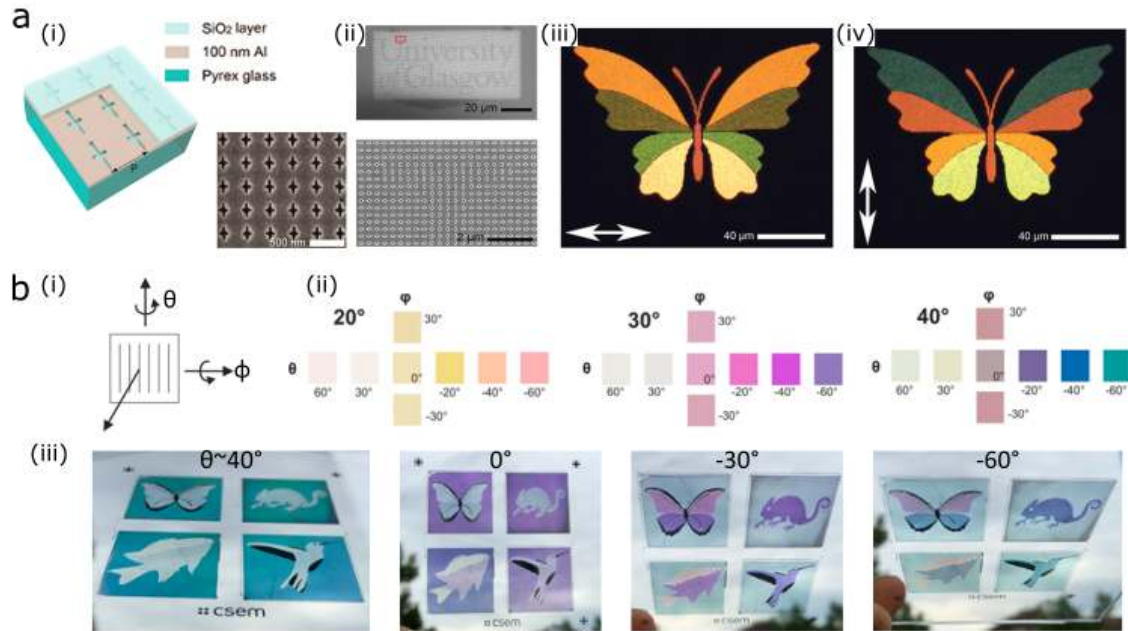 a
(i)
SiO₂ layer
100 nm Al
Pyrex glass
P
500 nm
(ii)
University
of Glasgow
20 μm
2 μm
(iii)
40 μm
(iv)
40 μm
b
(i)
θ
ϕ
(ii)
20°
φ
30°
θ
0°
60° 30° -20° -40° -60°
-30°
30°
φ
30°
θ
0°
60° 30° -20° -40° -60°
-30°
40°
φ
30°
θ
0°
60° 30° -20° -40° -60°
-30°
(iii)
θ~40°
csem
0°
csem
-30°
csem
-60°
csem